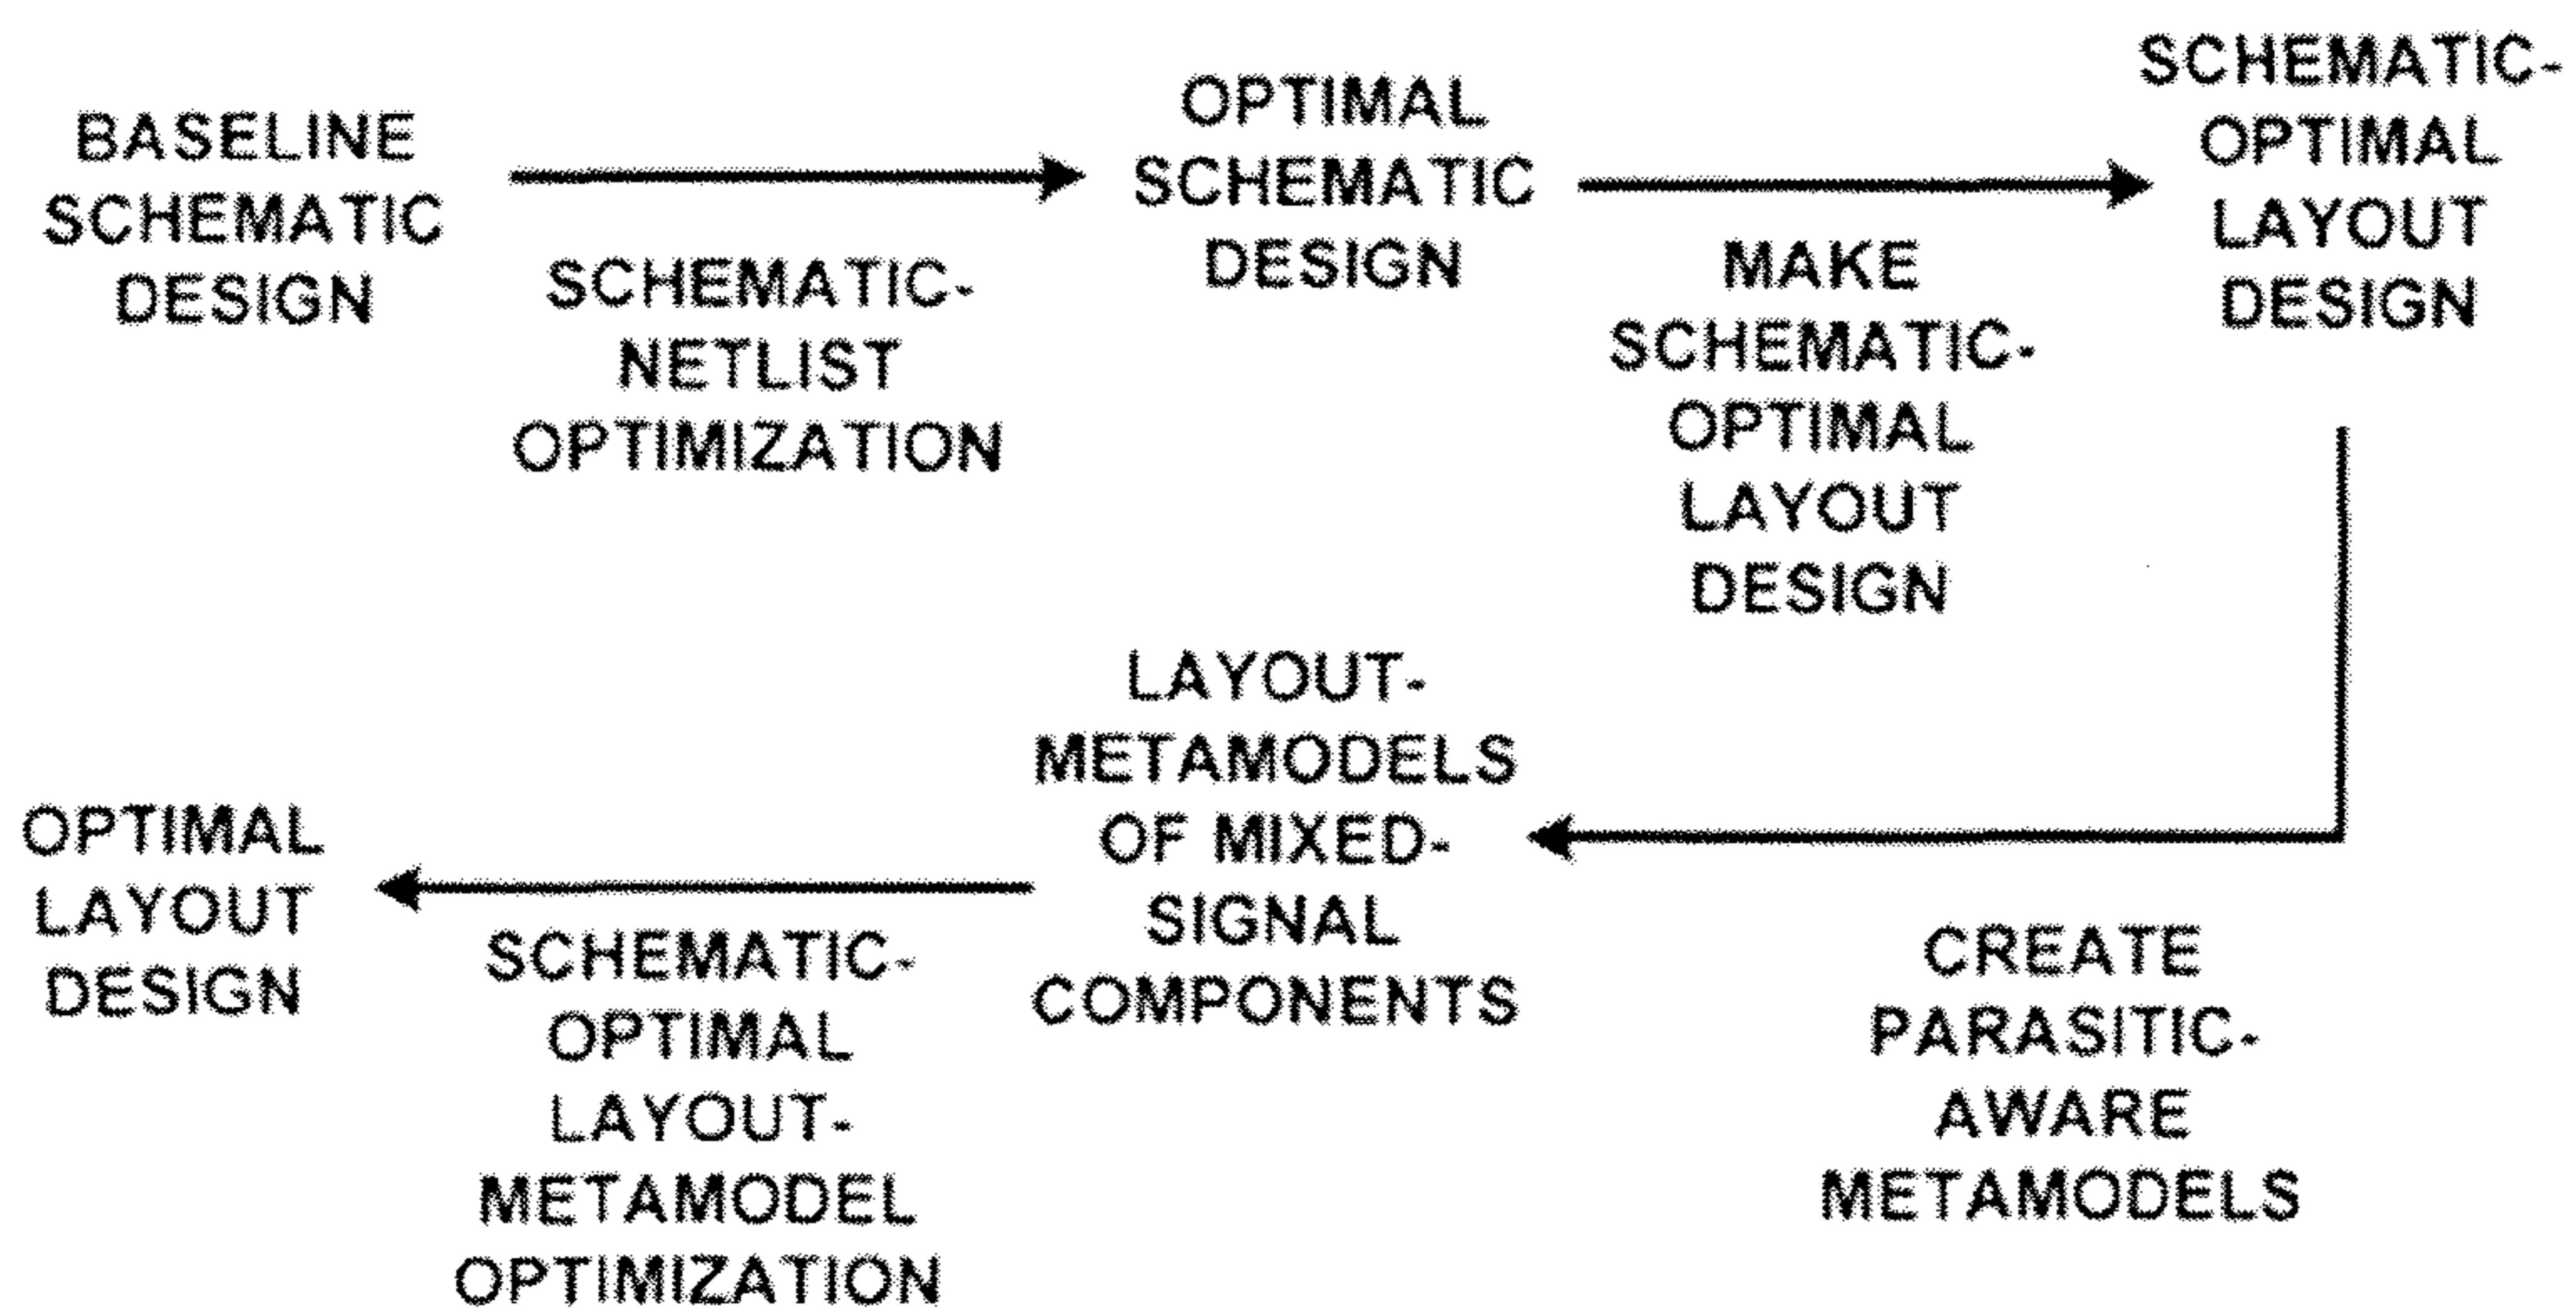 BASELINE
SCHEMATIC
DESIGN
SCHEMATIC-
NETLIST
OPTIMIZATION
OPTIMAL
SCHEMATIC
DESIGN
MAKE
SCHEMATIC-
OPTIMAL
LAYOUT
DESIGN
SCHEMATIC-
OPTIMAL
LAYOUT
DESIGN
CREATE
PARASITIC-
AWARE
METAMODELS
LAYOUT-
METAMODELS
OF MIXED-
SIGNAL
COMPONENTS
SCHEMATIC-
OPTIMAL
LAYOUT-
METAMODEL
OPTIMIZATION
OPTIMAL
LAYOUT
DESIGN